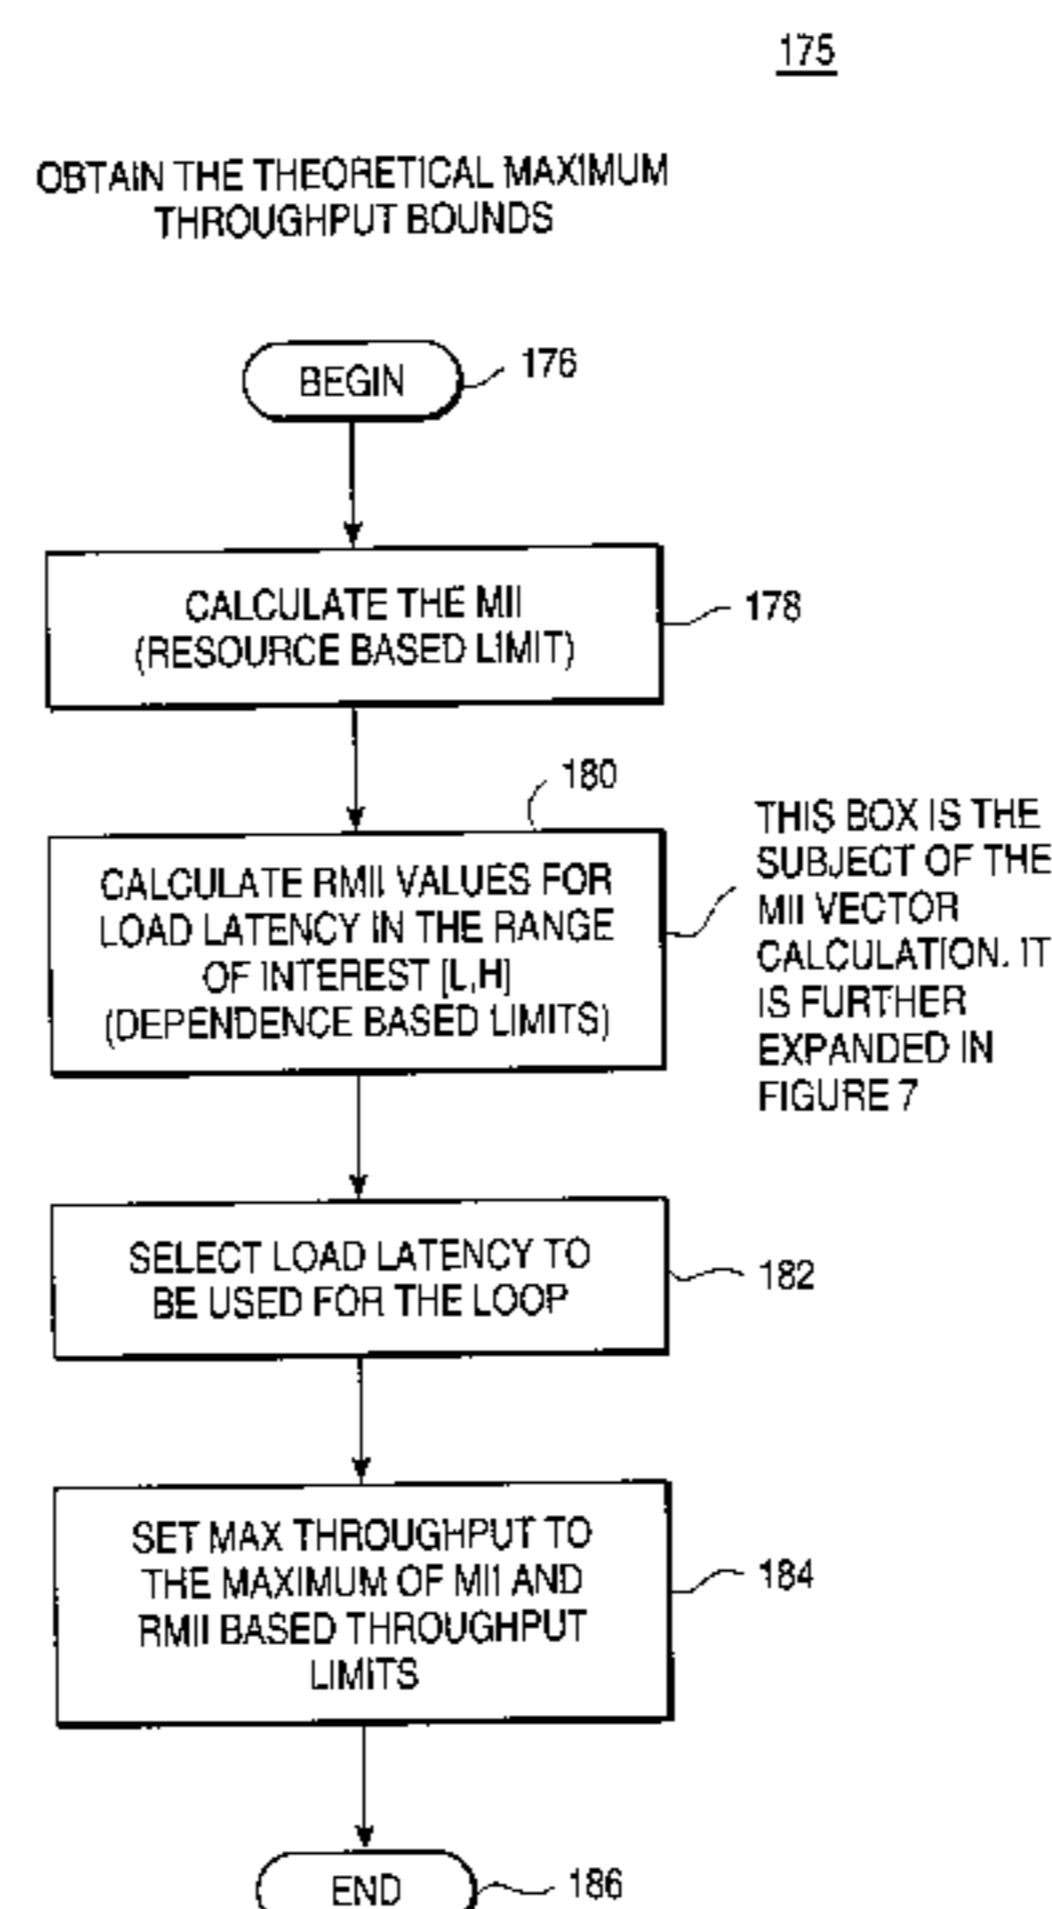 175
OBTAIN THE THEORETICAL MAXIMUM
THROUGHPUT BOUNDS
BEGIN
176
CALCULATE THE MII
(RESOURCE BASED LIMIT)
178
180
CALCULATE RMII VALUES FOR
LOAD LATENCY IN THE RANGE
OF INTEREST [L,H]
(DEPENDENCE BASED LIMITS)
THIS BOX IS THE
SUBJECT OF THE
MII VECTOR
CALCULATION. IT
IS FURTHER
EXPANDED IN
FIGURE 7
SELECT LOAD LATENCY TO
BE USED FOR THE LOOP
182
SET MAX THROUGHPUT TO
THE MAXIMUM OF MII AND
RMII BASED THROUGHPUT
LIMITS
184
END
186